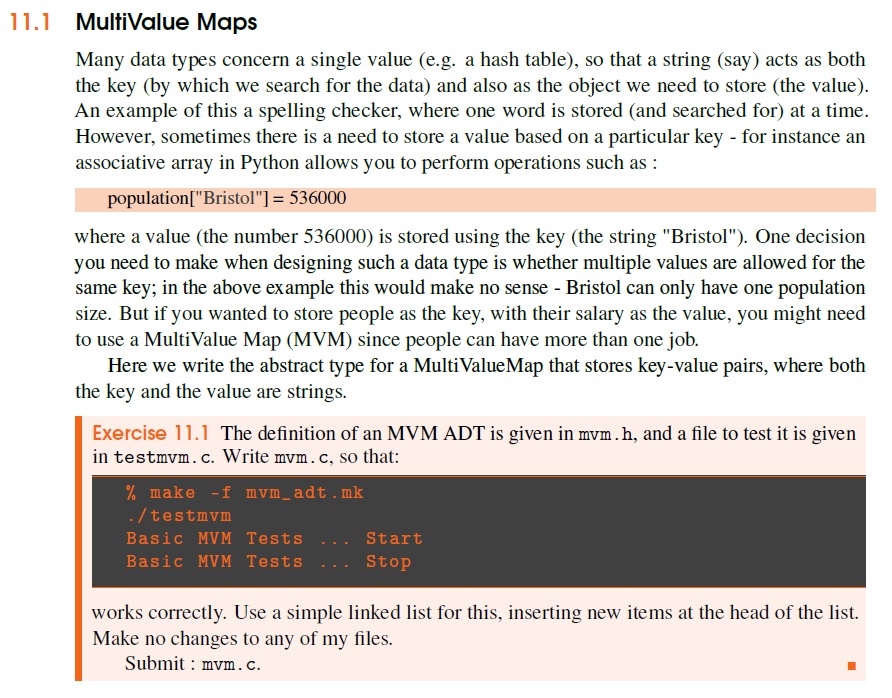 11.1 MultiValue Maps
Many data types concern a single value (e.g. a hash table), so that a string (say) acts as both
the key (by which we search for the data) and also as the object we need to store (the value).
An example of this a spelling checker, where one word is stored (and searched for) at a time.
However, sometimes there is a need to store a value based on a particular key - for instance an
associative array in Python allows you to perform operations such as :
population["Bristol"] = 536000
where a value (the number 536000) is stored using the key (the string "Bristol"). One decision
you need to make when designing such a data type is whether multiple values are allowed for the
same key; in the above example this would make no sense - Bristol can only have one population
size. But if you wanted to store people as the key, with their salary as the value, you might need
to use a MultiValue Map (MVM) since people can have more than one job.
Here we write the abstract type for a MultiValueMap that stores key-value pairs, where both
the key and the value are strings.
Exercise 11.1 The definition of an MVM ADT is given in mvm.h, and a file to test it is given
in testmvm.c. Write mvm.c, so that:
% make -f mvm_adt.mk
./testmvm
Basic MVM Tests ... Start
Basic MVM Tests ... Stop
works correctly. Use a simple linked list for this, inserting new items at the head of the list.
Make no changes to any of my files.
Submit : mvm.c.